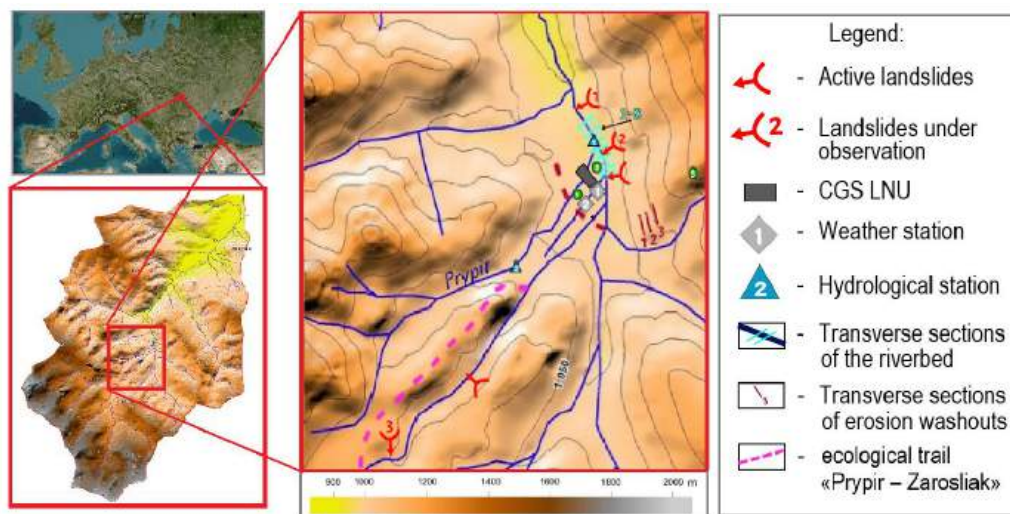 Legend:
- Active landslides
2 - Landslides under
observation
- CGS LNU
1 - Weather station
2 - Hydrological station
- Transverse sections
of the riverbed
- Transverse sections
of erosion washouts
- ecological trail
«Prypir – Zarosliak»
1
2
1 2 3
Prypir
1 050
3
900 1000 1200 1400 1600 1800 2000 m